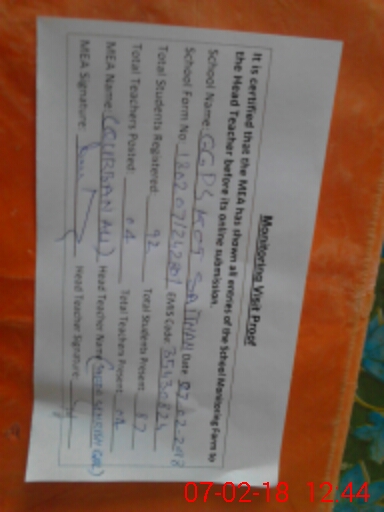 Monitoring Visit Proof
It is certified that the MEA has shown all entries of the School Monitoring Form to
the Head Teacher before its online submission.
School Name: GGPS KOT Date: 07.02.2018
School Form No: EMIS Code:
Total Students Registered: 92 Total Students Present: 87
Total Teachers Posted: 04 Total Teachers Present: 04
MEA Name: (QURBAN ALI) Head Teacher Name:
MEA Signature: Head Teacher Signature:
07-02-18 12:44